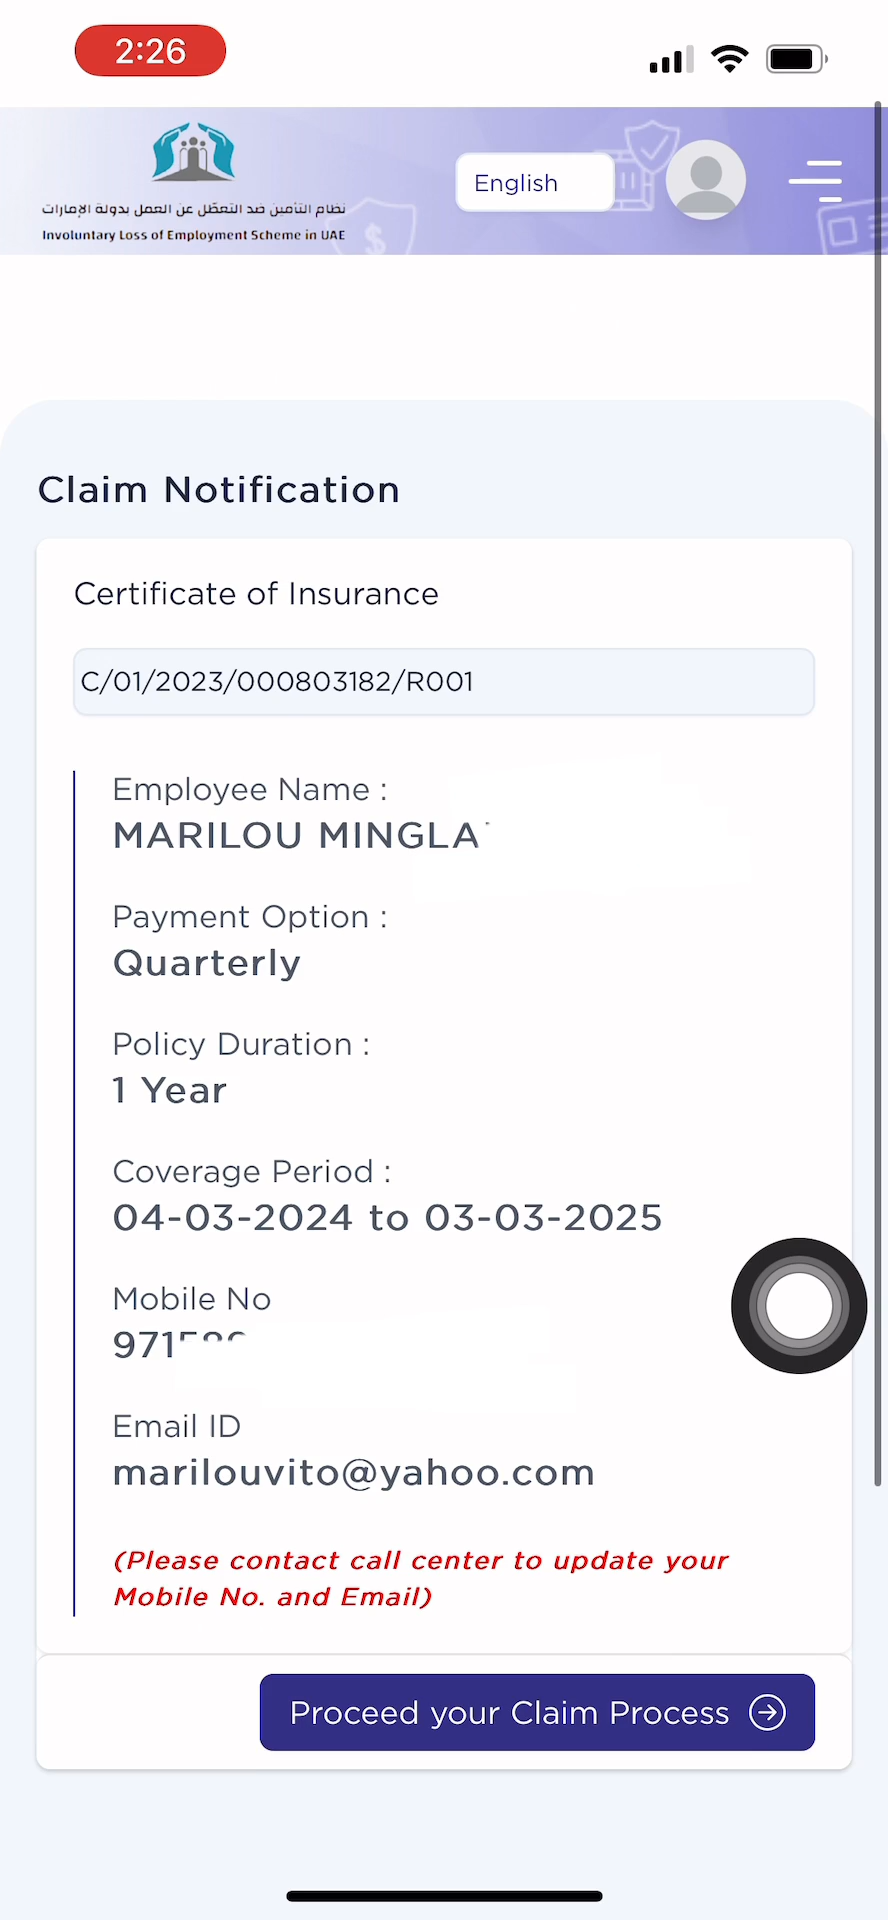 2:26
نظام التأمين ضد التعطّل عن العمل بدولة الإمارات
Involuntary Loss of Employment Scheme in UAE
English
Claim Notification
Certificate of Insurance
C/01/2023/000803182/R001
Employee Name :
MARILOU MINGLA
Payment Option :
Quarterly
Policy Duration :
1 Year
Coverage Period :
04-03-2024 to 03-03-2025
Mobile No
971
Email ID
marilouvito@yahoo.com
(Please contact call center to update your
Mobile No. and Email)
Proceed your Claim Process